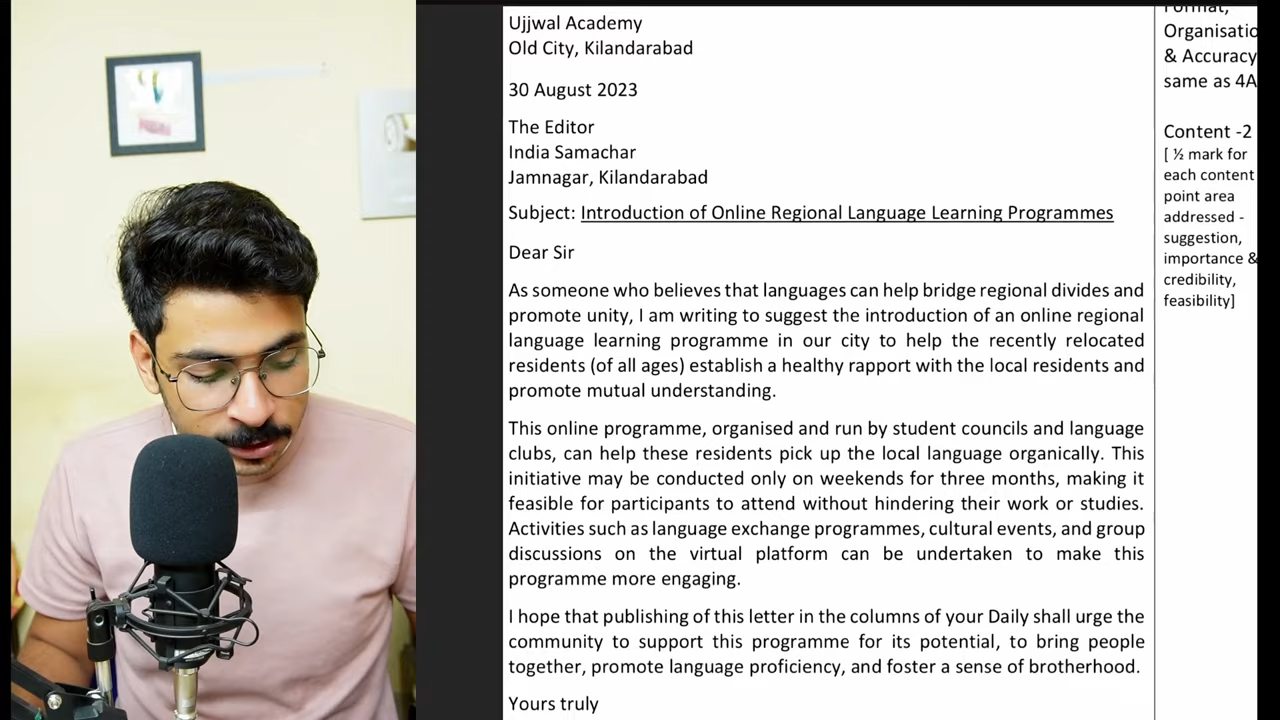 Ujjwal Academy
Old City, Kilandarabad
30 August 2023
The Editor
India Samachar
Jamnagar, Kilandarabad
Subject: Introduction of Online Regional Language Learning Programmes
Dear Sir
As someone who believes that languages can help bridge regional divides and
promote unity, I am writing to suggest the introduction of an online regional
language learning programme in our city to help the recently relocated
residents (of all ages) establish a healthy rapport with the local residents and
promote mutual understanding.
This online programme, organised and run by student councils and language
clubs, can help these residents pick up the local language organically. This
initiative may be conducted only on weekends for three months, making it
feasible for participants to attend without hindering their work or studies.
Activities such as language exchange programmes, cultural events, and group
discussions on the virtual platform can be undertaken to make this
programme more engaging.
I hope that publishing of this letter in the columns of your Daily shall urge the
community to support this programme for its potential, to bring people
together, promote language proficiency, and foster a sense of brotherhood.
Yours truly
Format,
Organisatio
& Accuracy
same as 4A
Content -2
[ ½ mark for
each content
point area
addressed -
suggestion,
importance &
credibility,
feasibility]